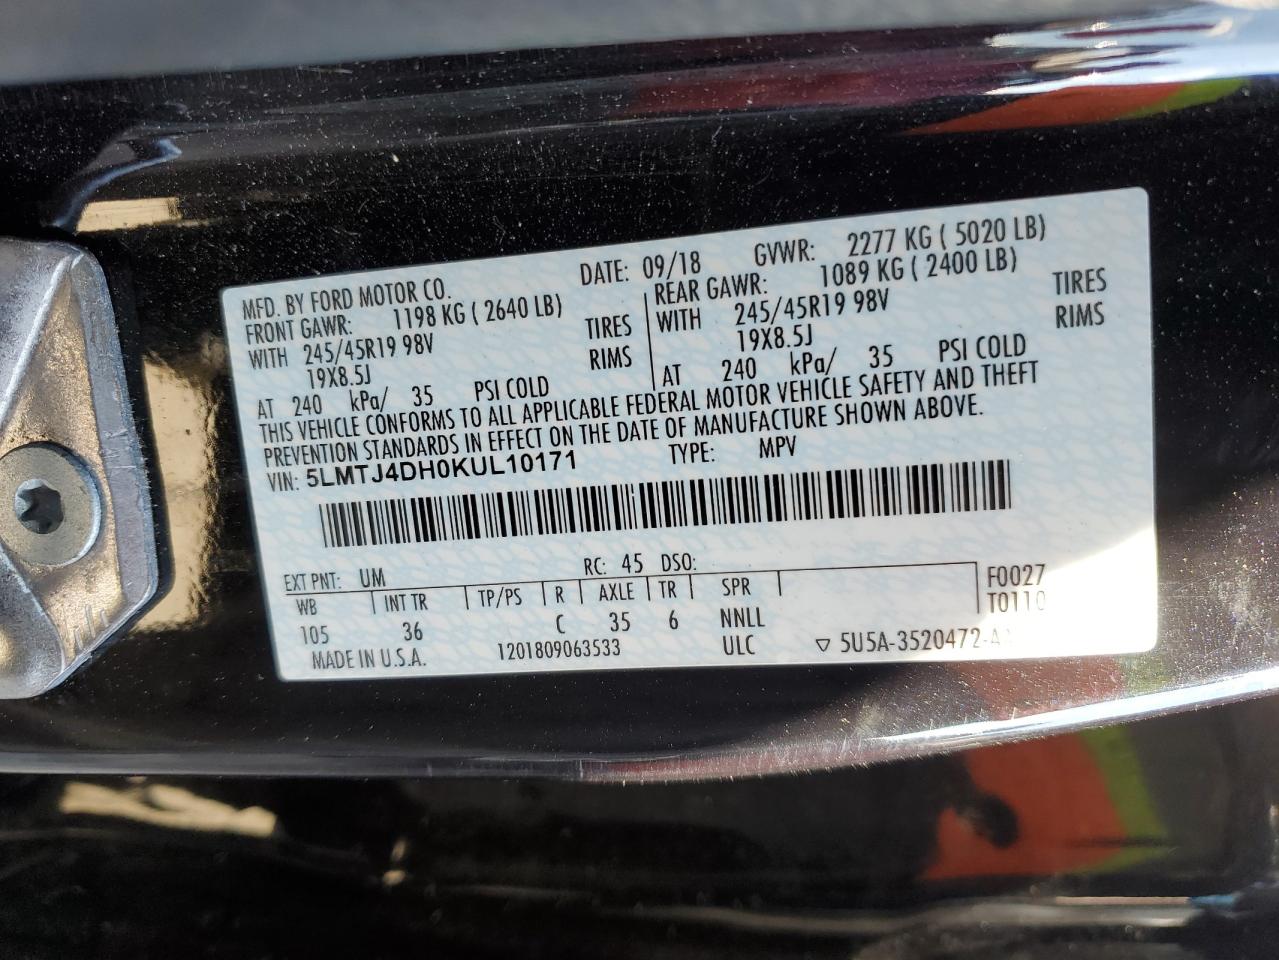 MFD. BY FORD MOTOR CO. DATE: 09/18 GVWR: 2277 KG ( 5020 LB)
FRONT GAWR: 1198 KG ( 2640 LB) REAR GAWR: 1089 KG ( 2400 LB)
WITH 245/45R19 98V TIRES WITH 245/45R19 98V TIRES
19X8.5J RIMS 19X8.5J RIMS
AT 240 kPa/ 35 PSI COLD AT 240 kPa/ 35 PSI COLD
THIS VEHICLE CONFORMS TO ALL APPLICABLE FEDERAL MOTOR VEHICLE SAFETY AND THEFT
PREVENTION STANDARDS IN EFFECT ON THE DATE OF MANUFACTURE SHOWN ABOVE.
VIN: 5LMTJ4DH0KUL10171 TYPE: MPV
EXT PNT: UM RC: 45 DSO:
WB INT TR TP/PS R AXLE TR SPR F0027
105 36 C 35 6 NNLL T0110
MADE IN U.S.A. 1201809063533 ULC ▽ 5U5A-3520472-